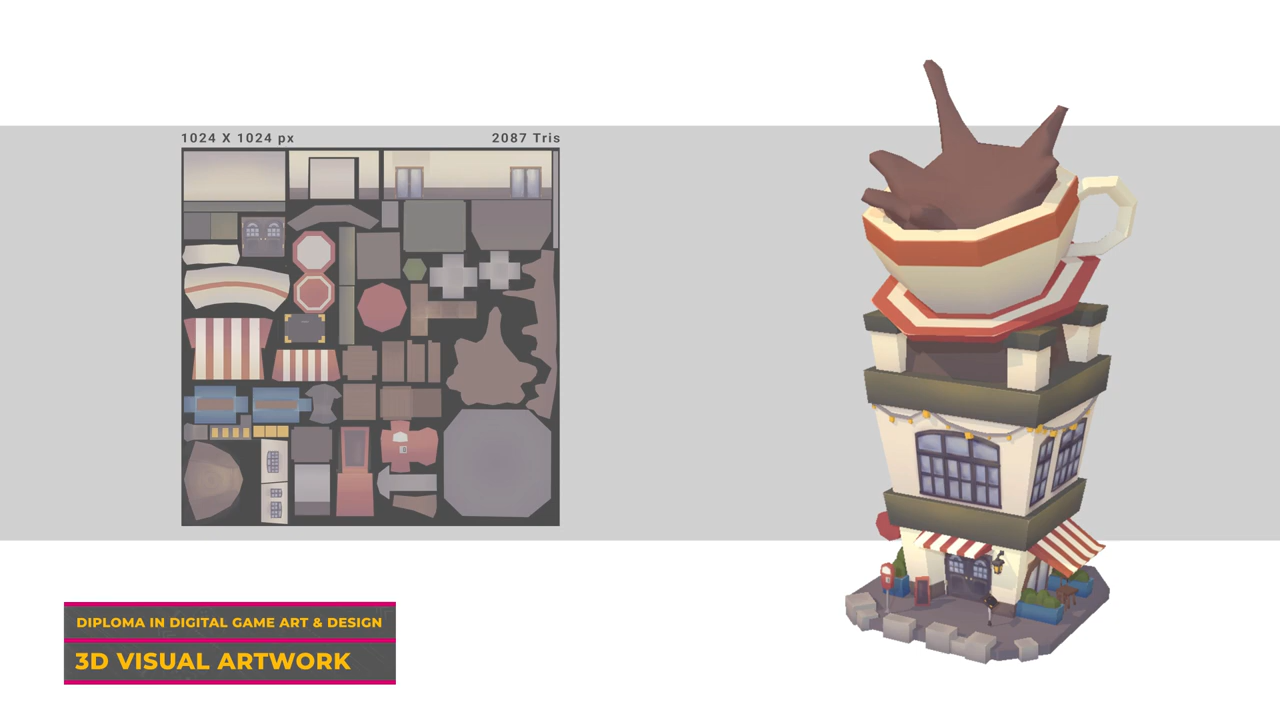 1024 X 1024 px
2087 Tris
DIPLOMA IN DIGITAL GAME ART & DESIGN
3D VISUAL ARTWORK